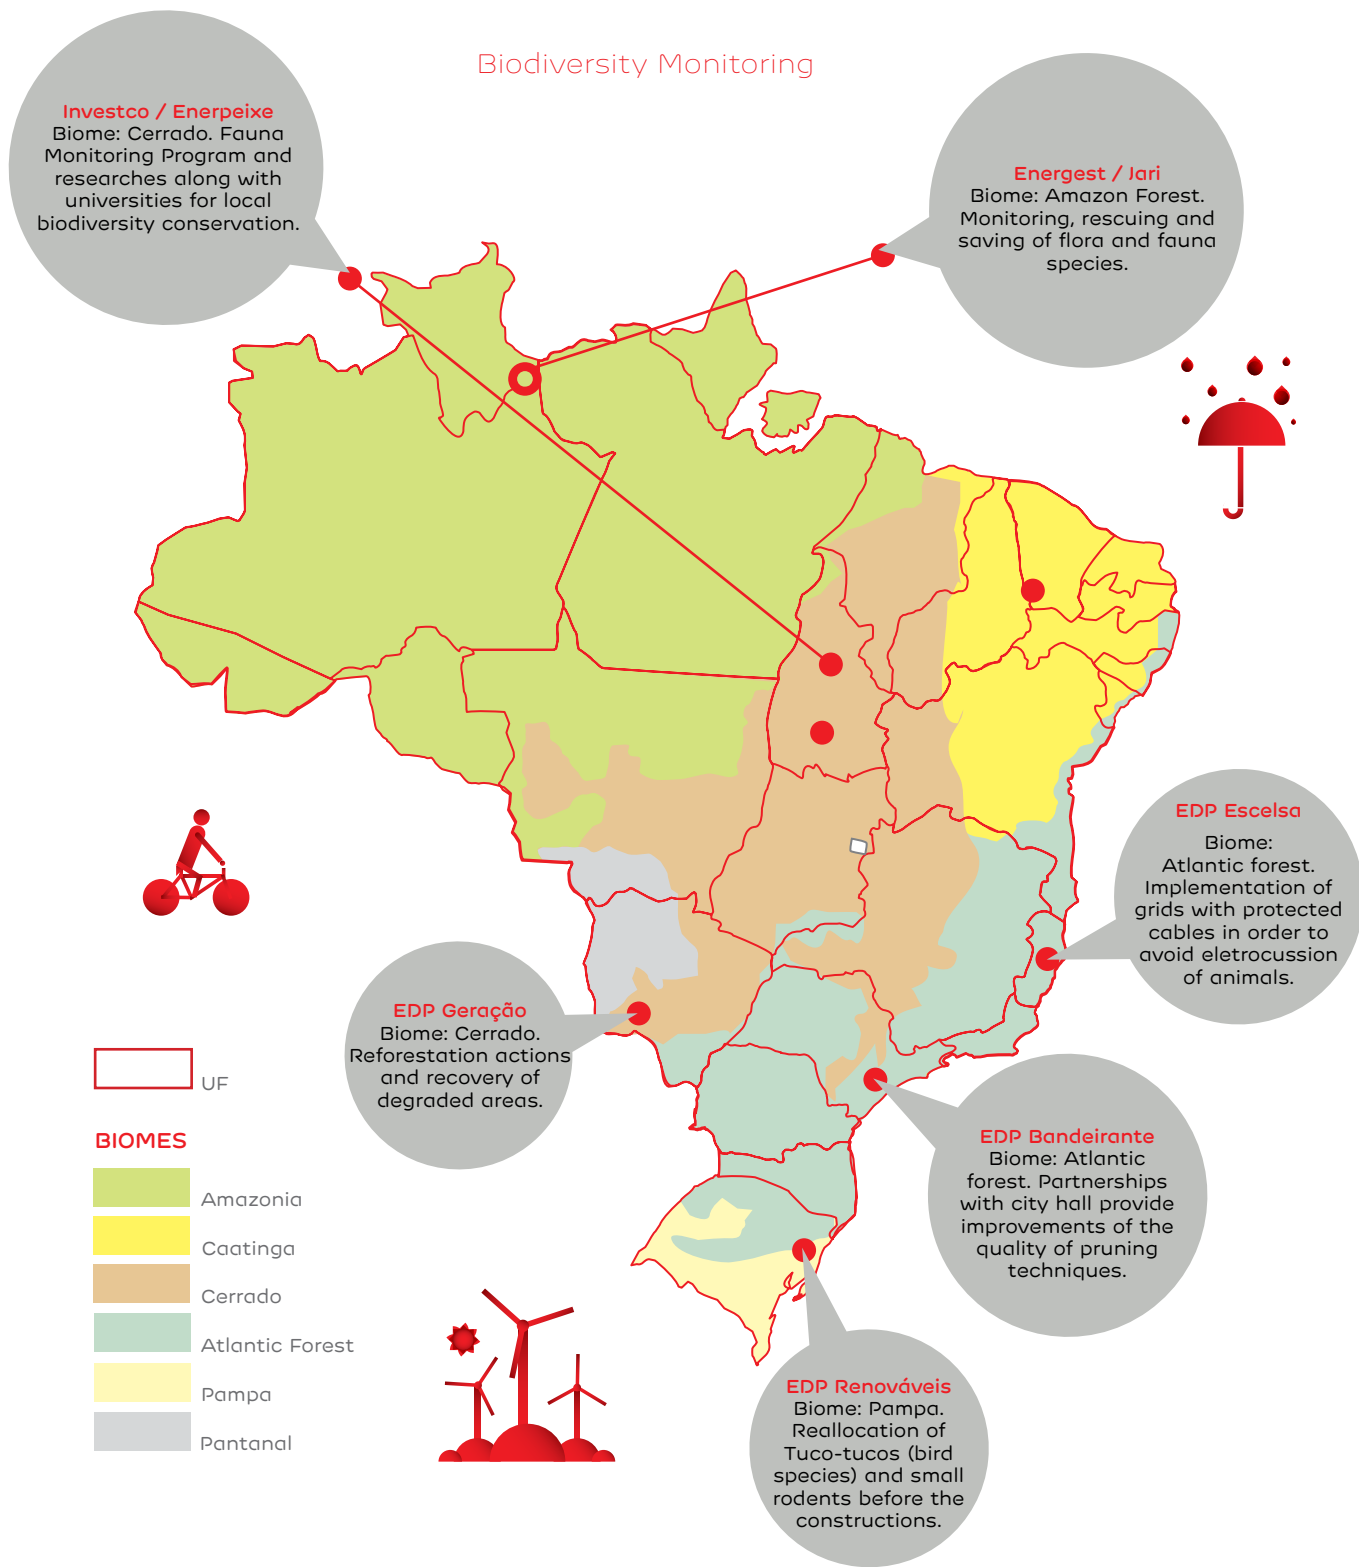 Biodiversity Monitoring
Investco / Enerpeixe
Biome: Cerrado. Fauna
Monitoring Program and
researches along with
universities for local
biodiversity conservation.
Energest / Jari
Biome: Amazon Forest.
Monitoring, rescuing and
saving of flora and fauna
species.
EDP Escelsa
Biome:
Atlantic forest.
Implementation of
grids with protected
cables in order to
avoid eletrocussion
of animals.
EDP Geração
Biome: Cerrado.
Reforestation actions
and recovery of
degraded areas.
EDP Bandeirante
Biome: Atlantic
forest. Partnerships
with city hall provide
improvements of the
quality of pruning
techniques.
EDP Renováveis
Biome: Pampa.
Reallocation of
Tuco-tucos (bird
species) and small
rodents before the
constructions.
UF
BIOMES
Amazonia
Caatinga
Cerrado
Atlantic Forest
Pampa
Pantanal